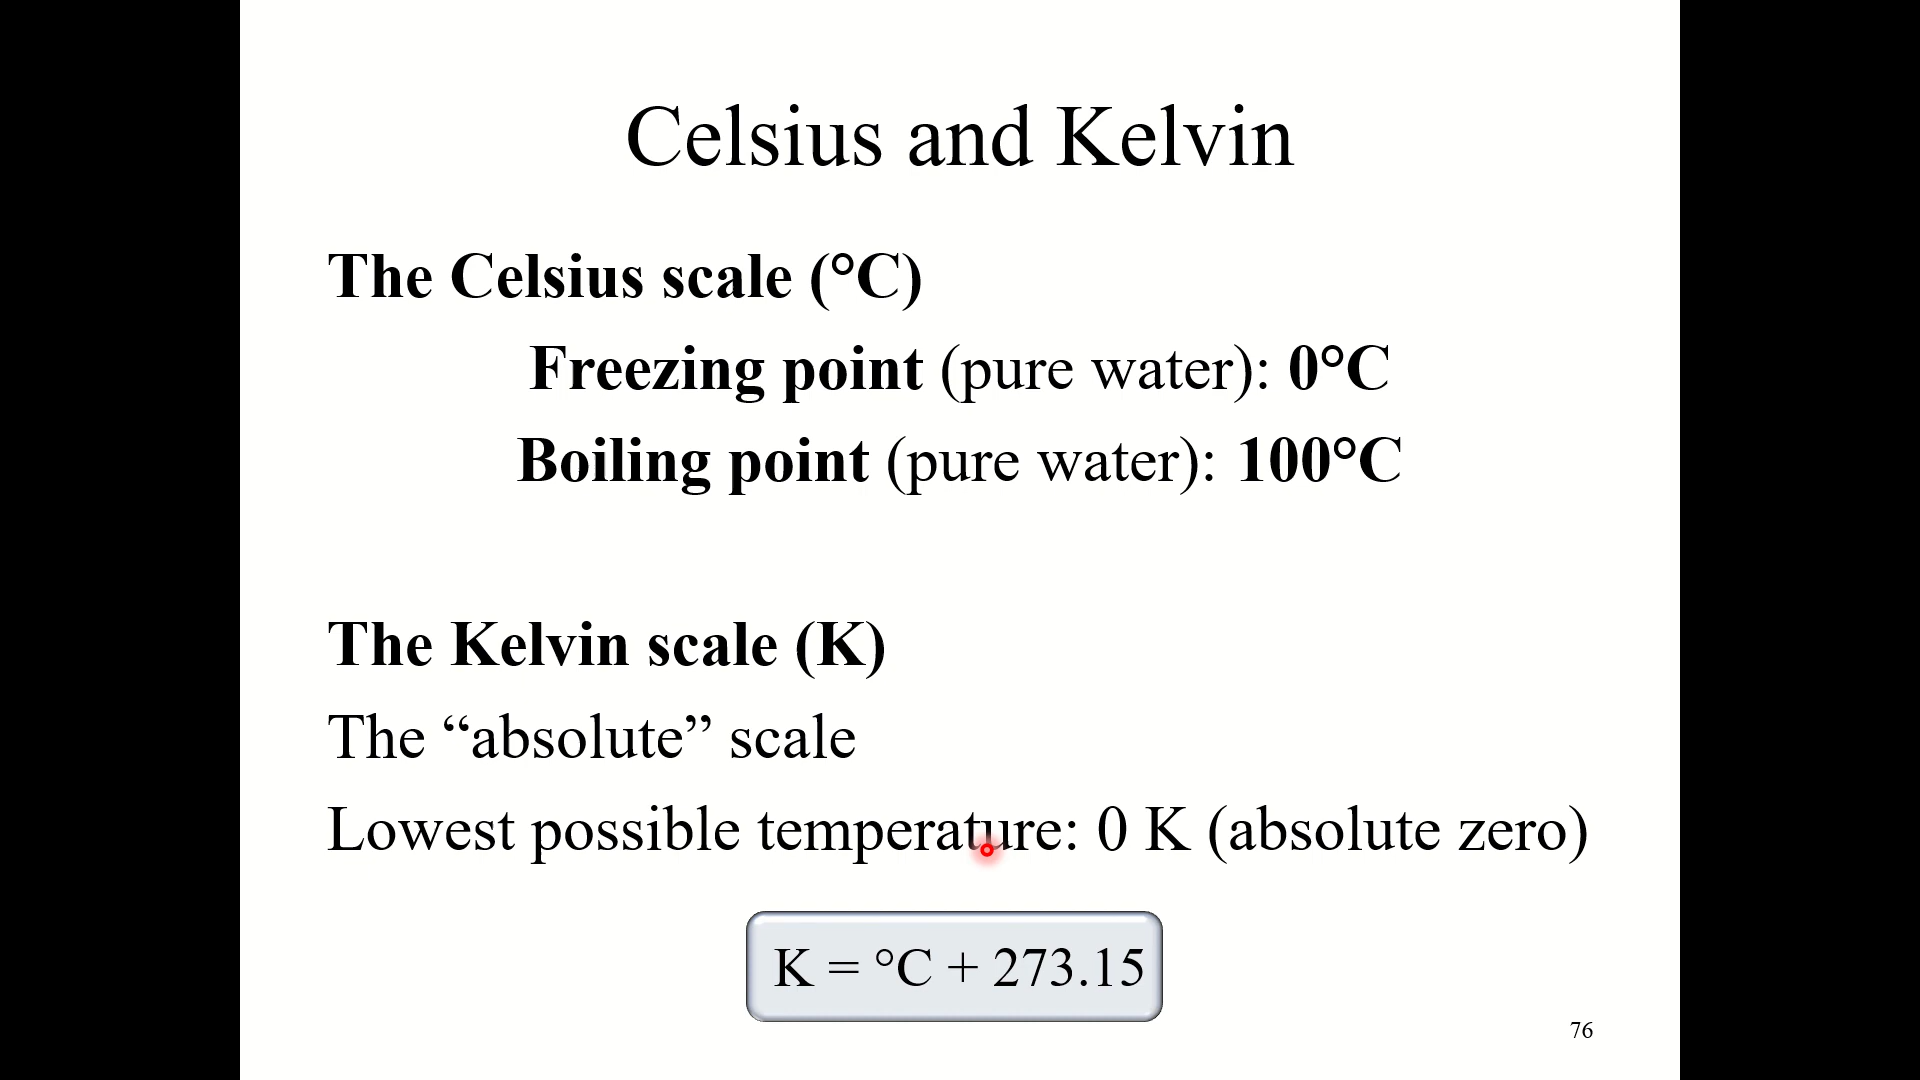 Celsius and Kelvin
The Celsius scale (°C)
Freezing point (pure water): 0°C
Boiling point (pure water): 100°C
The Kelvin scale (K)
The “absolute” scale
Lowest possible temperature: 0 K (absolute zero)
K = °C + 273.15
76